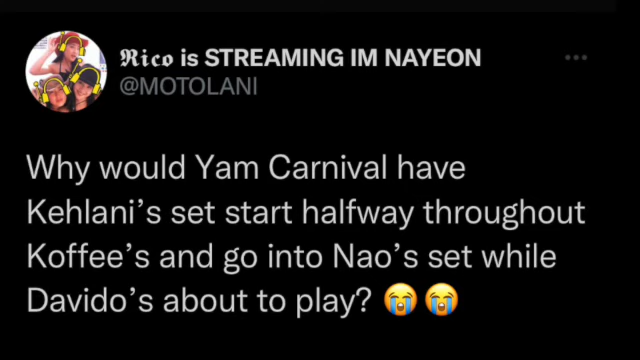 𝕽𝖎𝖈𝖔 is STREAMING IM NAYEON
@MOTOLANI
Why would Yam Carnival have
Kehlani’s set start halfway throughout
Koffee’s and go into Nao’s set while
Davido’s about to play? 😭😭